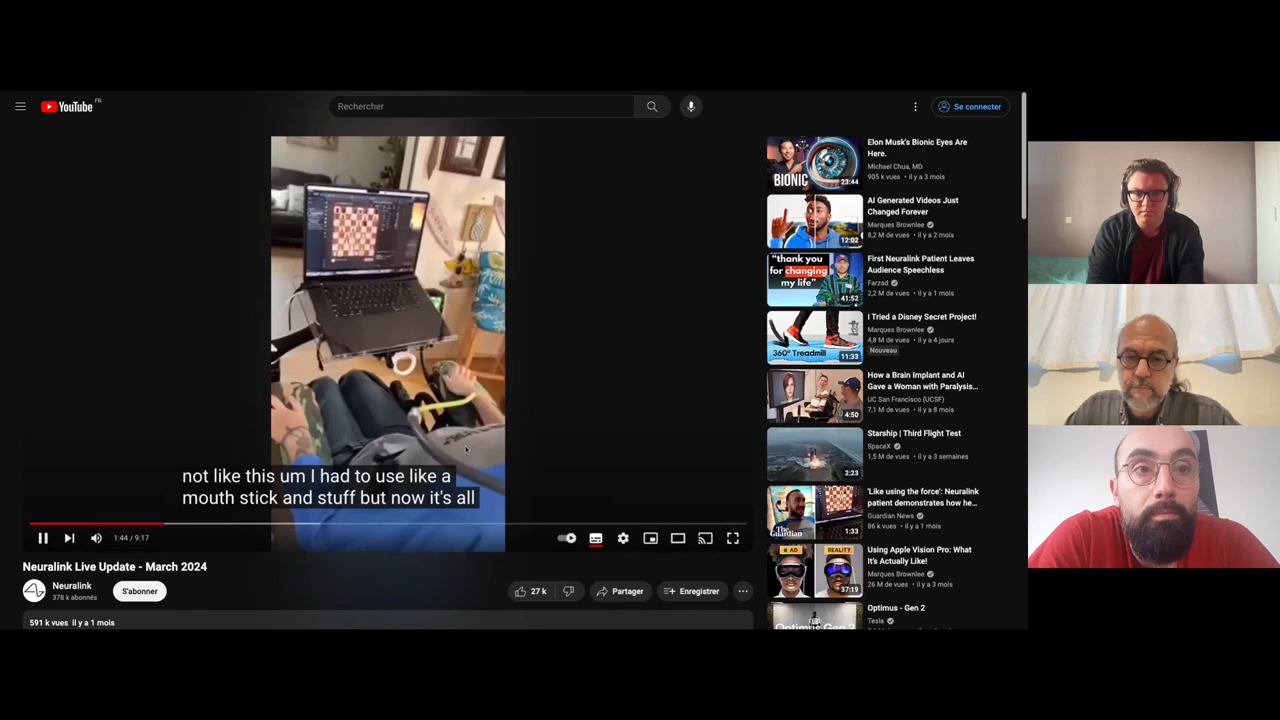 YouTube FR
Rechercher
Se connecter
not like this um I had to use like a
mouth stick and stuff but now it's all
1:44 / 9:17
Neuralink Live Update - March 2024
Neuralink
378 k abonnés
S'abonner
27 k
Partager
Enregistrer
591 k vues il y a 1 mois
BIONIC
23:44
Elon Musk's Bionic Eyes Are
Here.
Michael Chua, MD
905 k vues • il y a 3 mois
12:02
AI Generated Videos Just
Changed Forever
Marques Brownlee
8,2 M de vues • il y a 2 mois
"thank you
for changing
my life"
41:52
First Neuralink Patient Leaves
Audience Speechless
Farzad
2,2 M de vues • il y a 1 mois
360° Treadmill
11:33
I Tried a Disney Secret Project!
Marques Brownlee
4,8 M de vues • il y a 4 jours
Nouveau
4:50
How a Brain Implant and AI
Gave a Woman with Paralysis...
UC San Francisco (UCSF)
7,1 M de vues • il y a 8 mois
2:23
Starship | Third Flight Test
SpaceX
1,5 M de vues • il y a 3 semaines
The
Guardian
1:33
'Like using the force': Neuralink
patient demonstrates how he...
Guardian News
86 k vues • il y a 1 mois
AD
REALITY
37:19
Using Apple Vision Pro: What
It's Actually Like!
Marques Brownlee
26 M de vues • il y a 3 mois
Optimus Gen 2
Optimus - Gen 2
Tesla